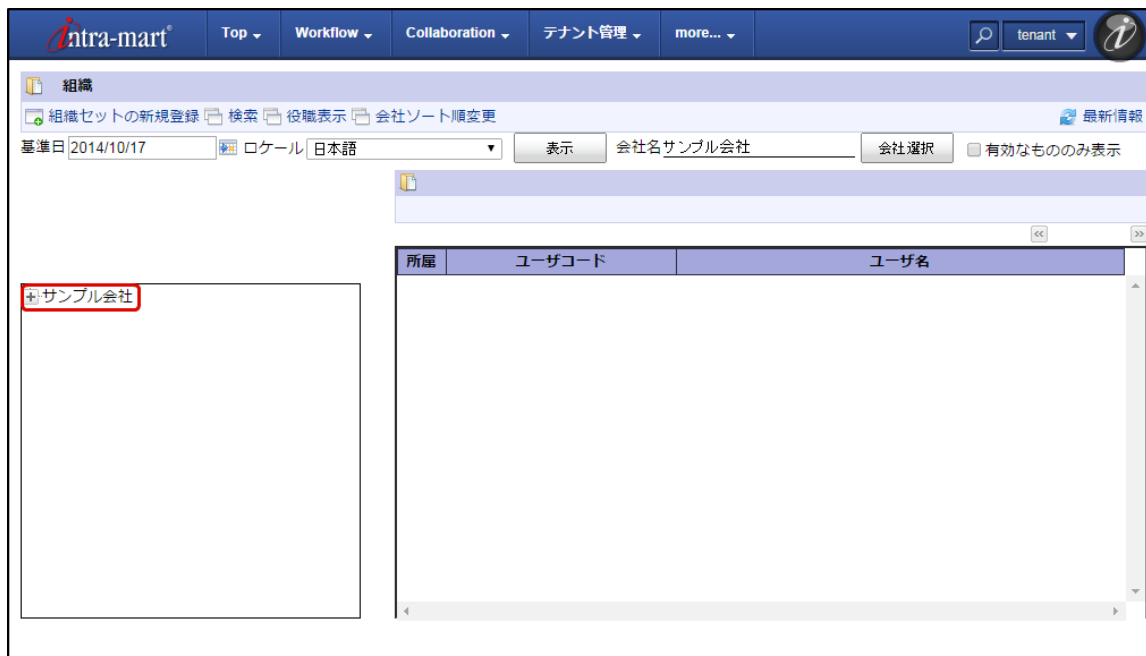 intra-mart® Top Workflow Collaboration テナント管理 more... tenant
組織
組織セットの新規登録 検索 役職表示 会社ソート順変更 最新情報
基準日 2014/10/17 ロケール 日本語 表示 会社名 サンプル会社 会社選択 有効なもののみ表示
所属 ユーザコード ユーザ名
サンプル会社